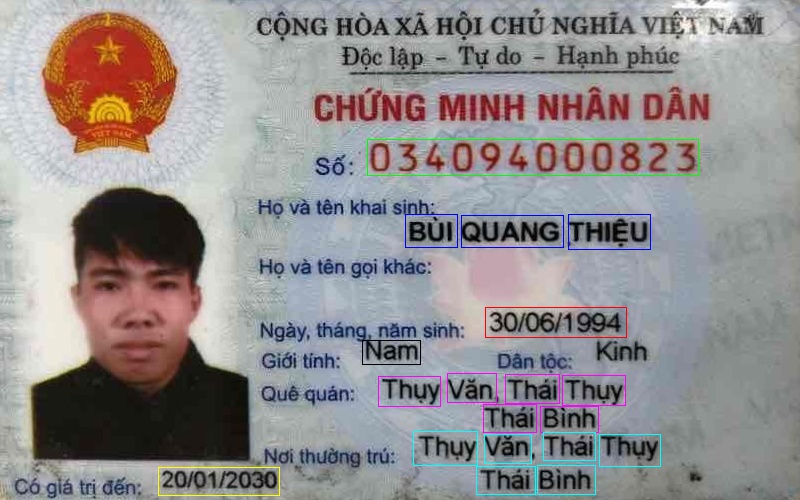 CỘNG HÒA XÃ HỘI CHỦ NGHĨA VIỆT NAM
Độc lập - Tự do - Hạnh phúc
CHỨNG MINH NHÂN DÂN
Số: 034094000823
Họ và tên khai sinh:
BÙI QUANG THIỆU
Họ và tên gọi khác:
Ngày, tháng, năm sinh: 30/06/1994
Giới tính: Nam Dân tộc: Kinh
Quê quán: Thụy Văn, Thái Thụy
Thái Bình
Nơi thường trú: Thụy Văn, Thái Thụy
Thái Bình
Có giá trị đến: 20/01/2030
VIỆT NAM